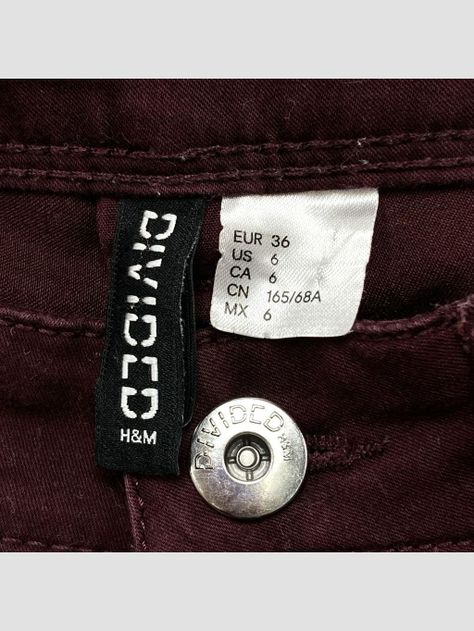 DIVIDED
H&M
EUR 36
US 6
CA 6
CN 165/68A
MX 6
DIVIDED
H&M